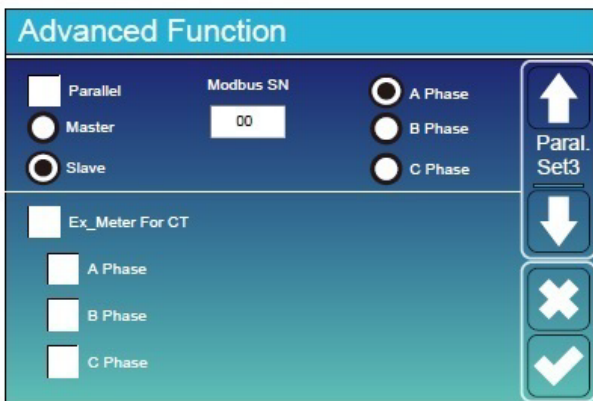 Advanced Function
Parallel
Modbus SN
A Phase
Master
00
B Phase
Slave
C Phase
Paral.
Set3
Ex_Meter For CT
A Phase
B Phase
C Phase